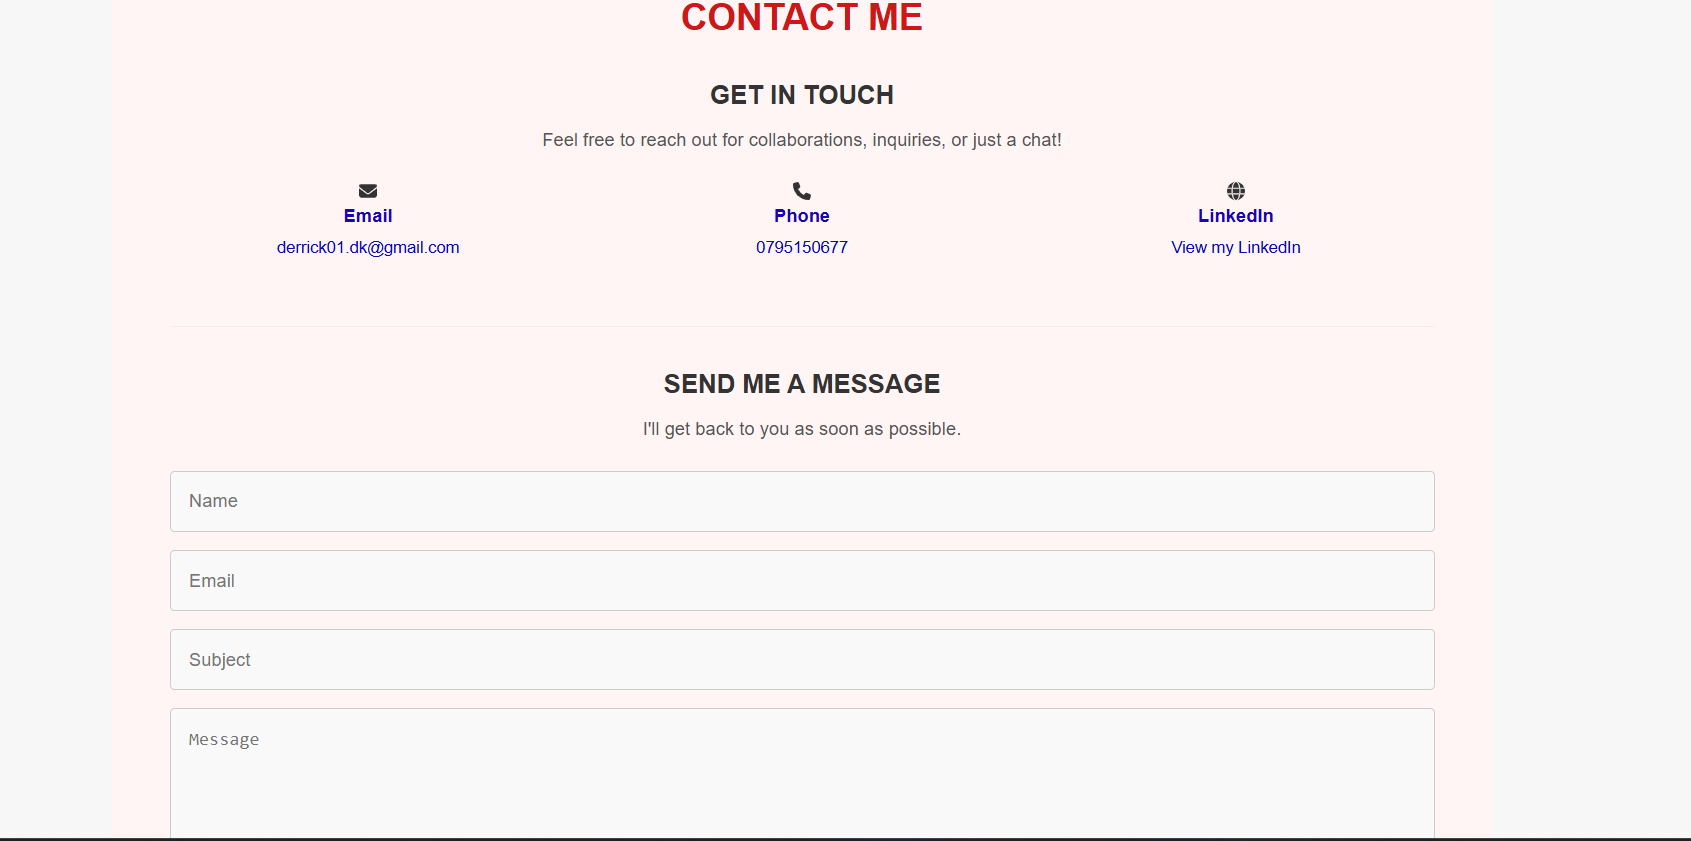 CONTACT ME
GET IN TOUCH
Feel free to reach out for collaborations, inquiries, or just a chat!
Email
derrick01.dk@gmail.com
Phone
0795150677
LinkedIn
View my LinkedIn
SEND ME A MESSAGE
I'll get back to you as soon as possible.
Name
Email
Subject
Message